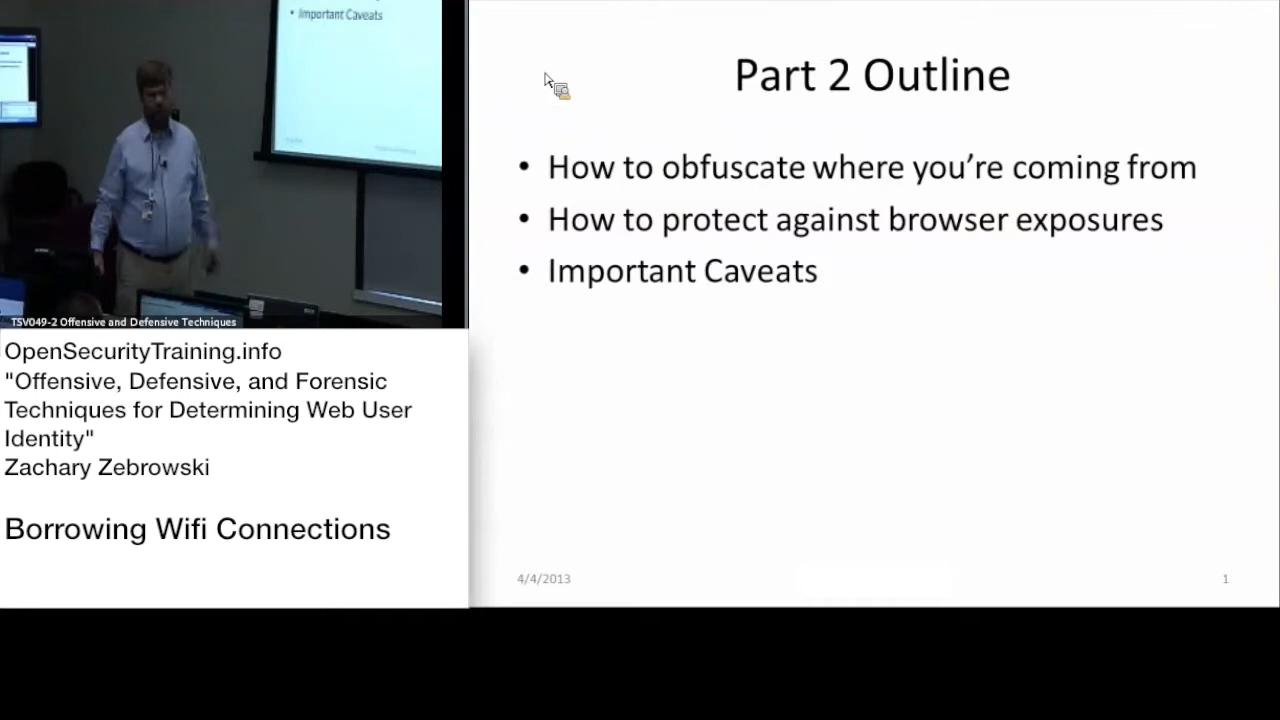 • Important Caveats
TSV049-2 Offensive and Defensive Techniques
OpenSecurityTraining.info
"Offensive, Defensive, and Forensic
Techniques for Determining Web User
Identity"
Zachary Zebrowski
Borrowing Wifi Connections
Part 2 Outline
• How to obfuscate where you're coming from
• How to protect against browser exposures
• Important Caveats
4/4/2013
1